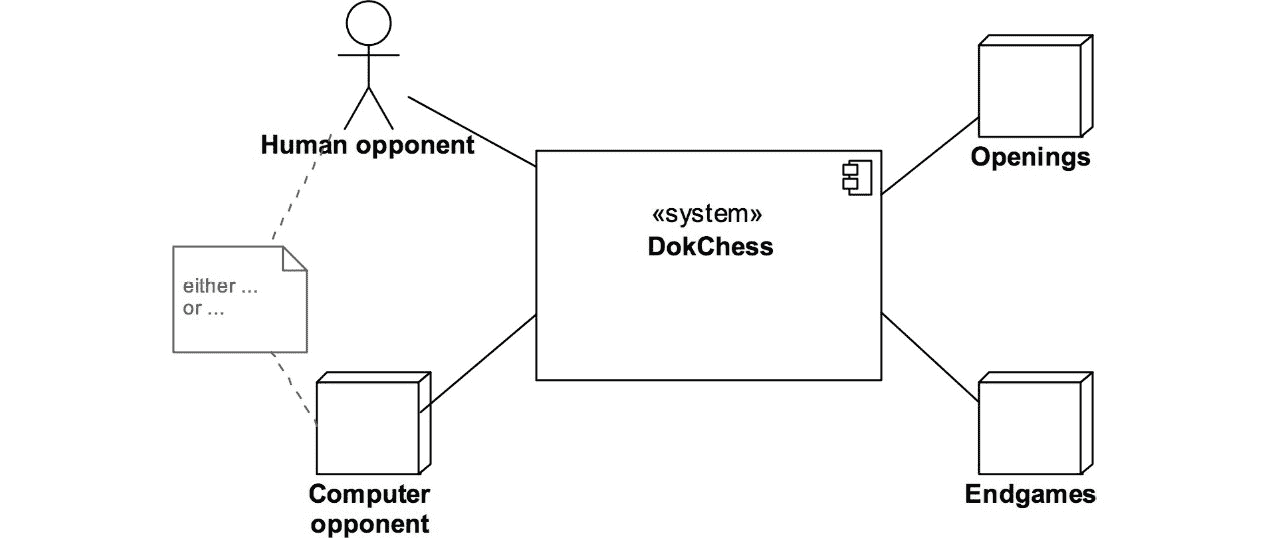 Human opponent
Openings
«system»
DokChess
either ...
or ...
Computer
opponent
Endgames